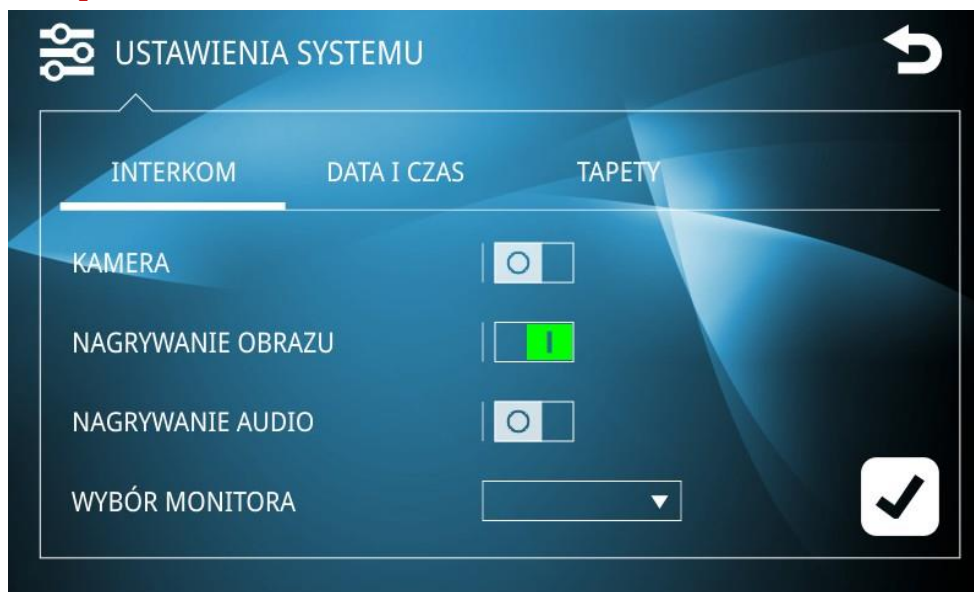 USTAWIENIA SYSTEMU
INTERKOM DATA I CZAS TAPETY
KAMERA
NAGRYWANIE OBRAZU
NAGRYWANIE AUDIO
WYBÓR MONITORA